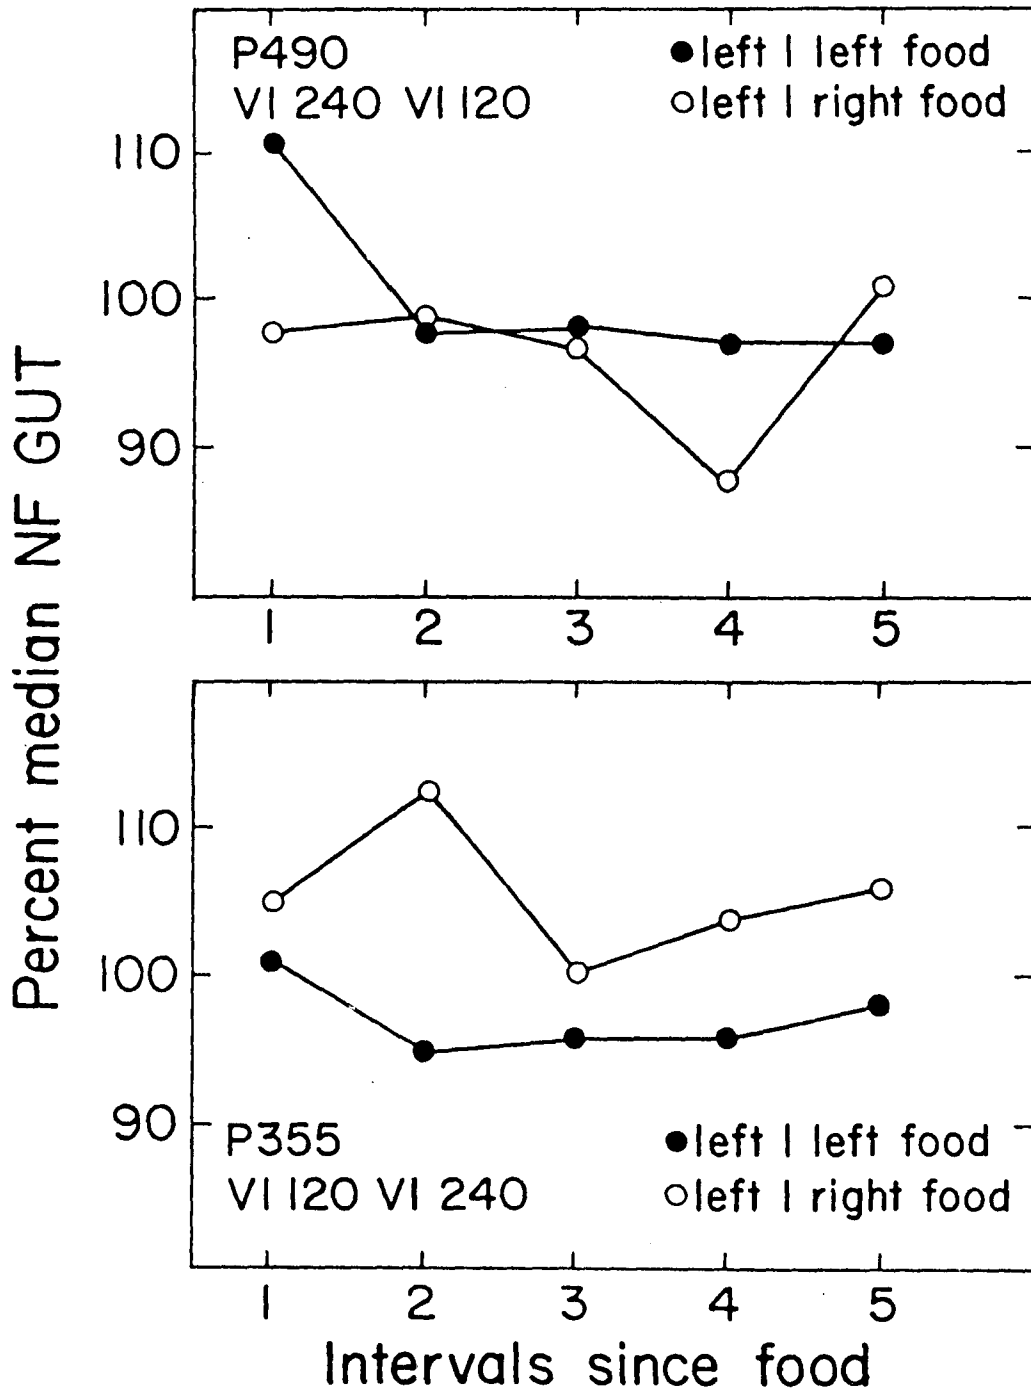 P490
VI 240 VI 120
left | left food
left | right food
110
100
90
1 2 3 4 5
Percent median NF GUT
110
100
90
P355
VI 120 VI 240
left | left food
left | right food
1 2 3 4 5
Intervals since food